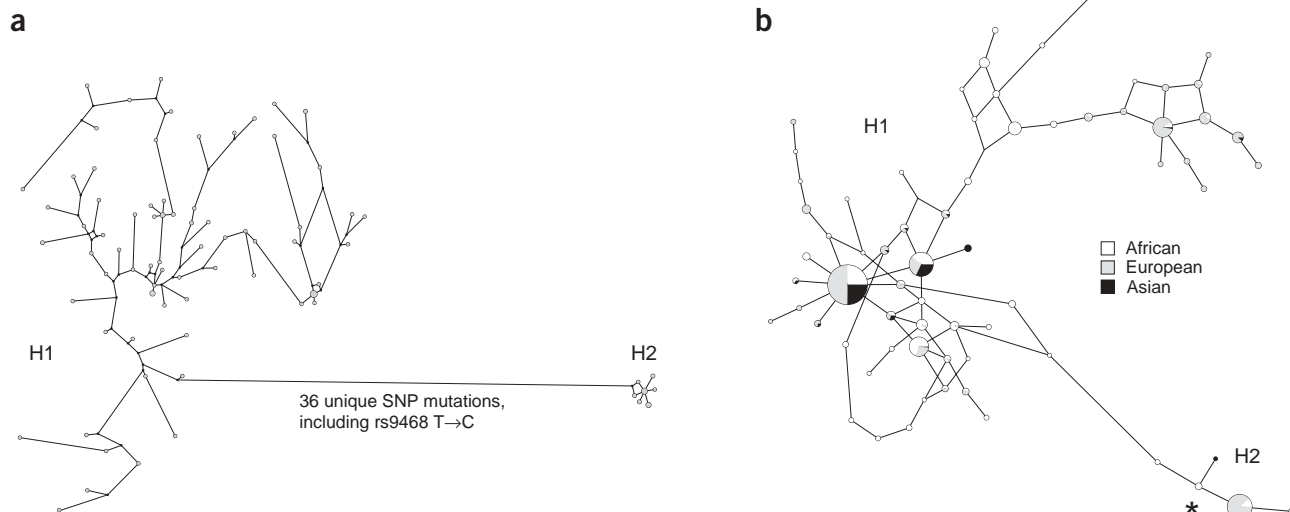 a
H1
H2
36 unique SNP mutations,
including rs9468 T→C
b
H1
African
European
Asian
H2
*